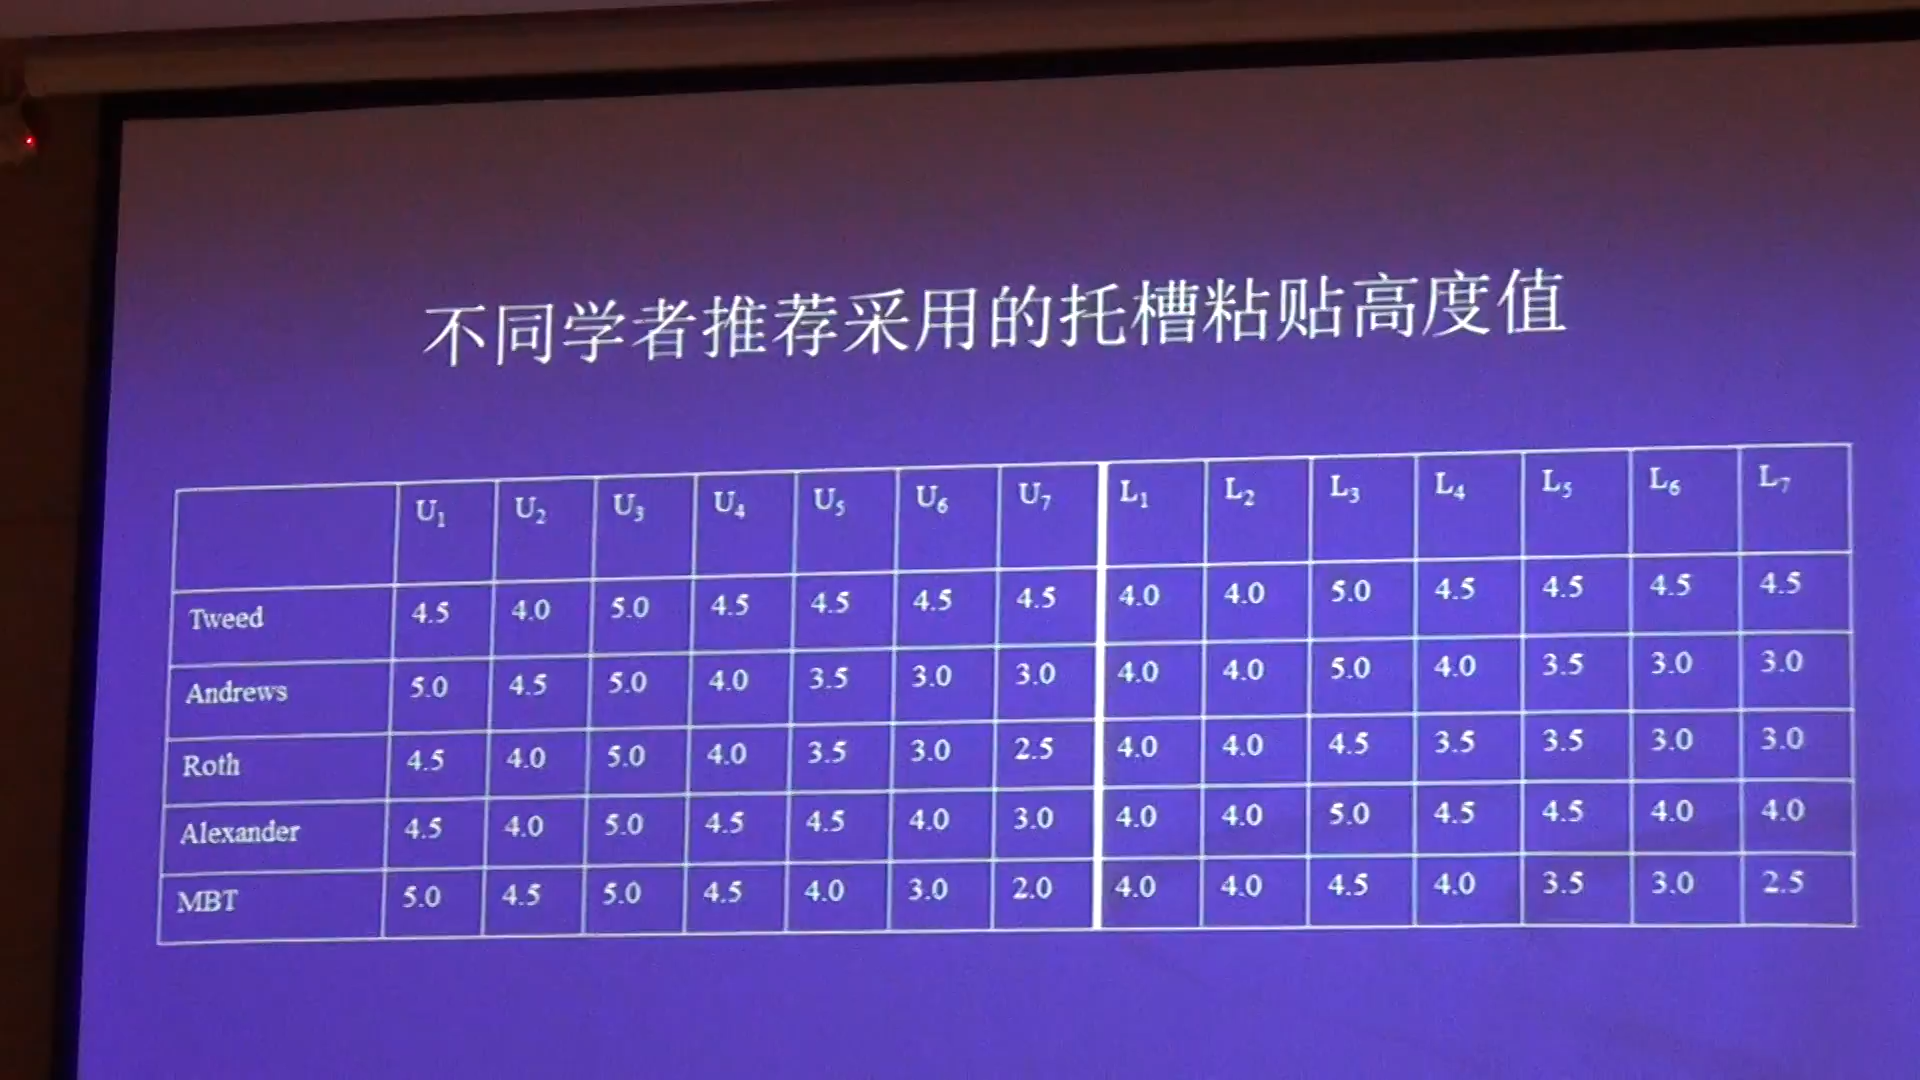 不同学者推荐采用的托槽粘贴高度值
U1 U2 U3 U4 U5 U6 U7 L1 L2 L3 L4 L5 L6 L7
Tweed 4.5 4.0 5.0 4.5 4.5 4.5 4.5 4.0 4.0 5.0 4.5 4.5 4.5 4.5
Andrews 5.0 4.5 5.0 4.0 3.5 3.0 3.0 4.0 4.0 5.0 4.0 3.5 3.0 3.0
Roth 4.5 4.0 5.0 4.0 3.5 3.0 2.5 4.0 4.0 4.5 3.5 3.5 3.0 3.0
Alexander 4.5 4.0 5.0 4.5 4.5 4.0 3.0 4.0 4.0 5.0 4.5 4.5 4.0 4.0
MBT 5.0 4.5 5.0 4.5 4.0 3.0 2.0 4.0 4.0 4.5 4.0 3.5 3.0 2.5